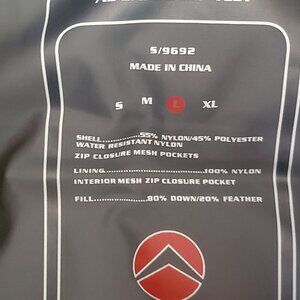 S/9692
MADE IN CHINA
S M L XL
SHELL...............55% NYLON/45% POLYESTER
WATER RESISTANT NYLON
ZIP CLOSURE MESH POCKETS
LINING.................................100% NYLON
INTERIOR MESH ZIP CLOSURE POCKET
FILL...................80% DOWN/20% FEATHER